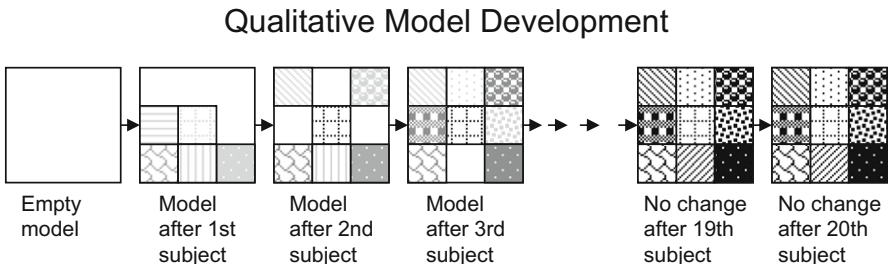 Qualitative Model Development
Empty
model
Model
after 1st
subject
Model
after 2nd
subject
Model
after 3rd
subject
No change
after 19th
subject
No change
after 20th
subject